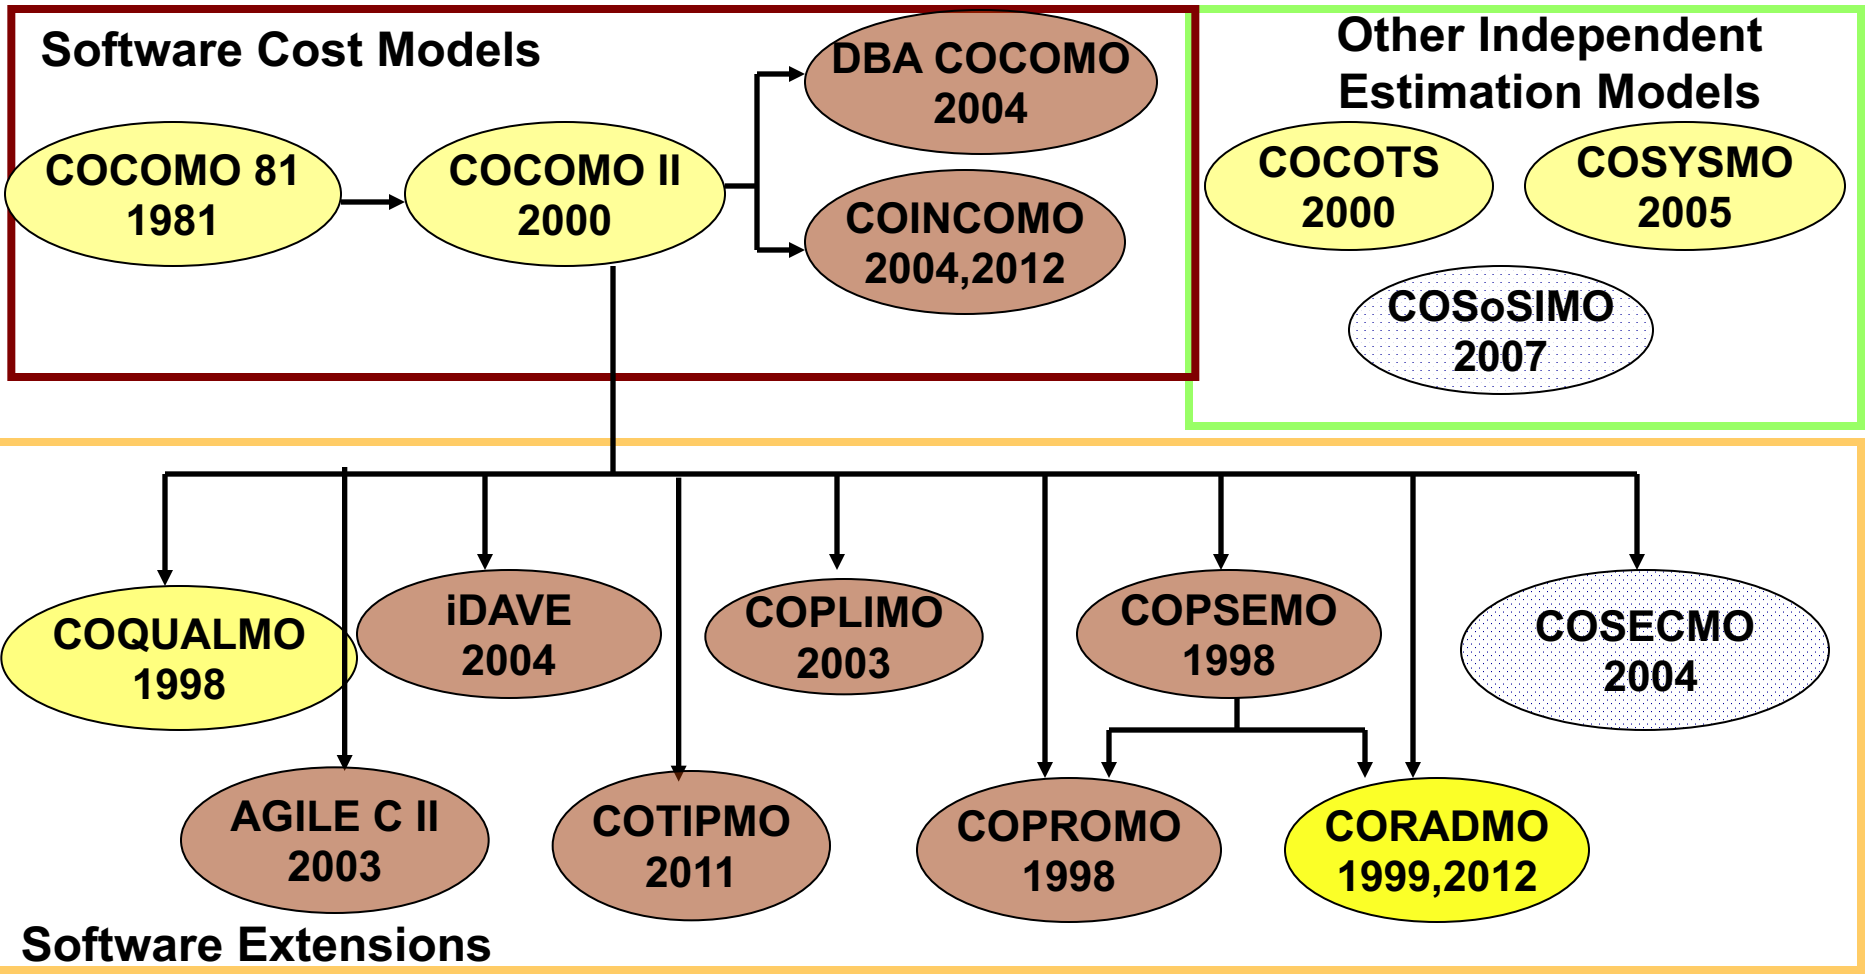 Software Cost Models
COCOMO 81
1981
COCOMO II
2000
DBA COCOMO
2004
COINCOMO
2004,2012
Other Independent
Estimation Models
COCOTS
2000
COSYSMO
2005
COSoSIMO
2007
COQUALMO
1998
iDAVE
2004
COPLIMO
2003
COPSEMO
1998
COSECMO
2004
AGILE C II
2003
COTIPMO
2011
COPROMO
1998
CORADMO
1999,2012
Software Extensions